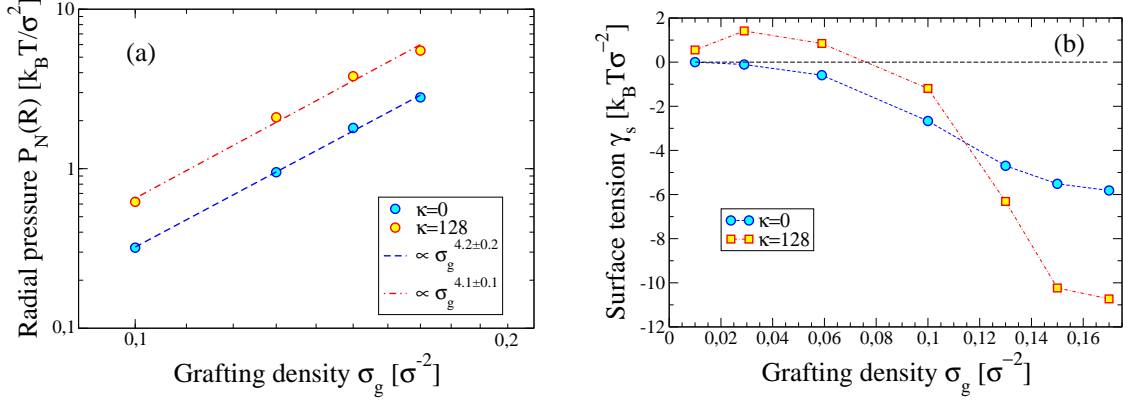 (a)
Radial pressure P_N(R) [k_B T/σ^2]
10
1
0,1
0,1
0,2
κ=0
κ=128
∝ σ_g^4.2±0.2
∝ σ_g^4.1±0.1
Grafting density σ_g [σ^-2]
(b)
Surface tension γ_s [k_B Tσ^-2]
2
0
-2
-4
-6
-8
-10
-12
κ=0
κ=128
0
0,02
0,04
0,06
0,08
0,1
0,12
0,14
0,16
Grafting density σ_g [σ^-2]